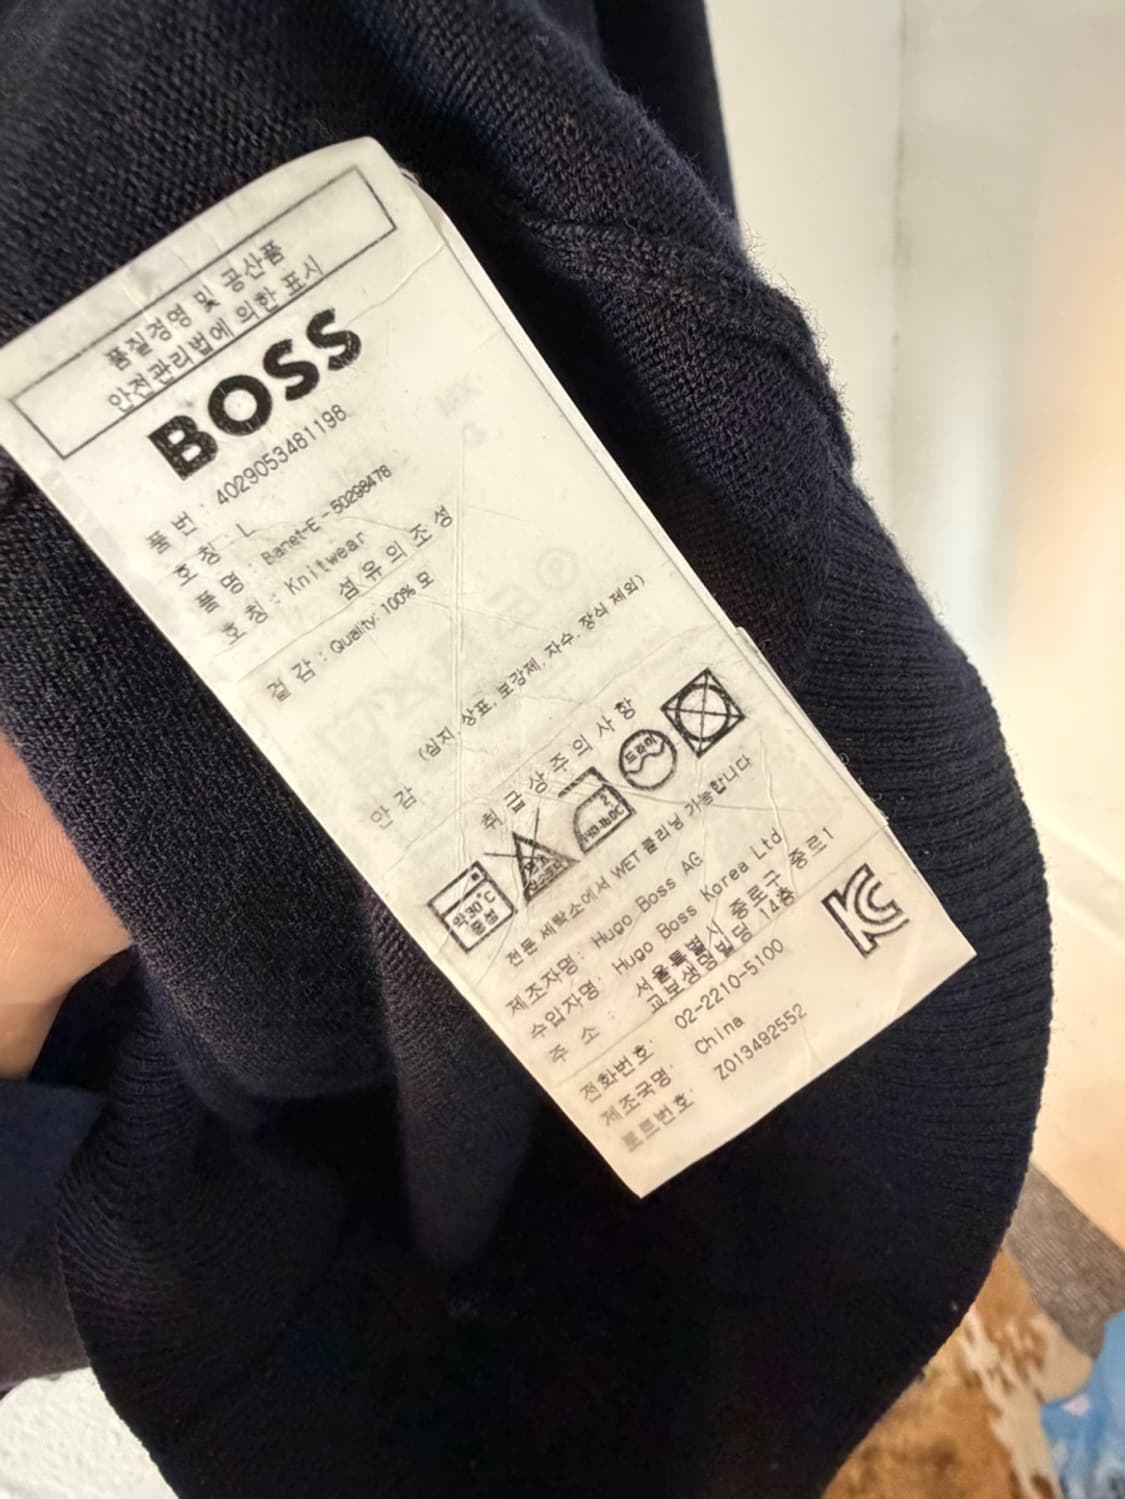 품질경영 및 공산품
안전관리법에 의한 표시
BOSS
품 번 : 4029053481198
호 칭 : L
품 명 : Banet-E - 50298478
호 칭 : Knitwear
섬 유 의 조 성
겉 감 : Quality: 100% 모
(심지, 상표, 보강제, 자수, 장식 제외)
안 감
취 급 상 주 의 사 항
약 30°C
중성
2
드라이
전문 세탁소에서 WET 클리닝 가능합니다
제조자명: Hugo Boss AG
수입자명: Hugo Boss Korea Ltd
주 소 : 서울특별시 종로구 종로1
교보생명빌딩 14층
전화번호: 02-2210-5100
제조국명: China
로트번호: Z013492552
KC